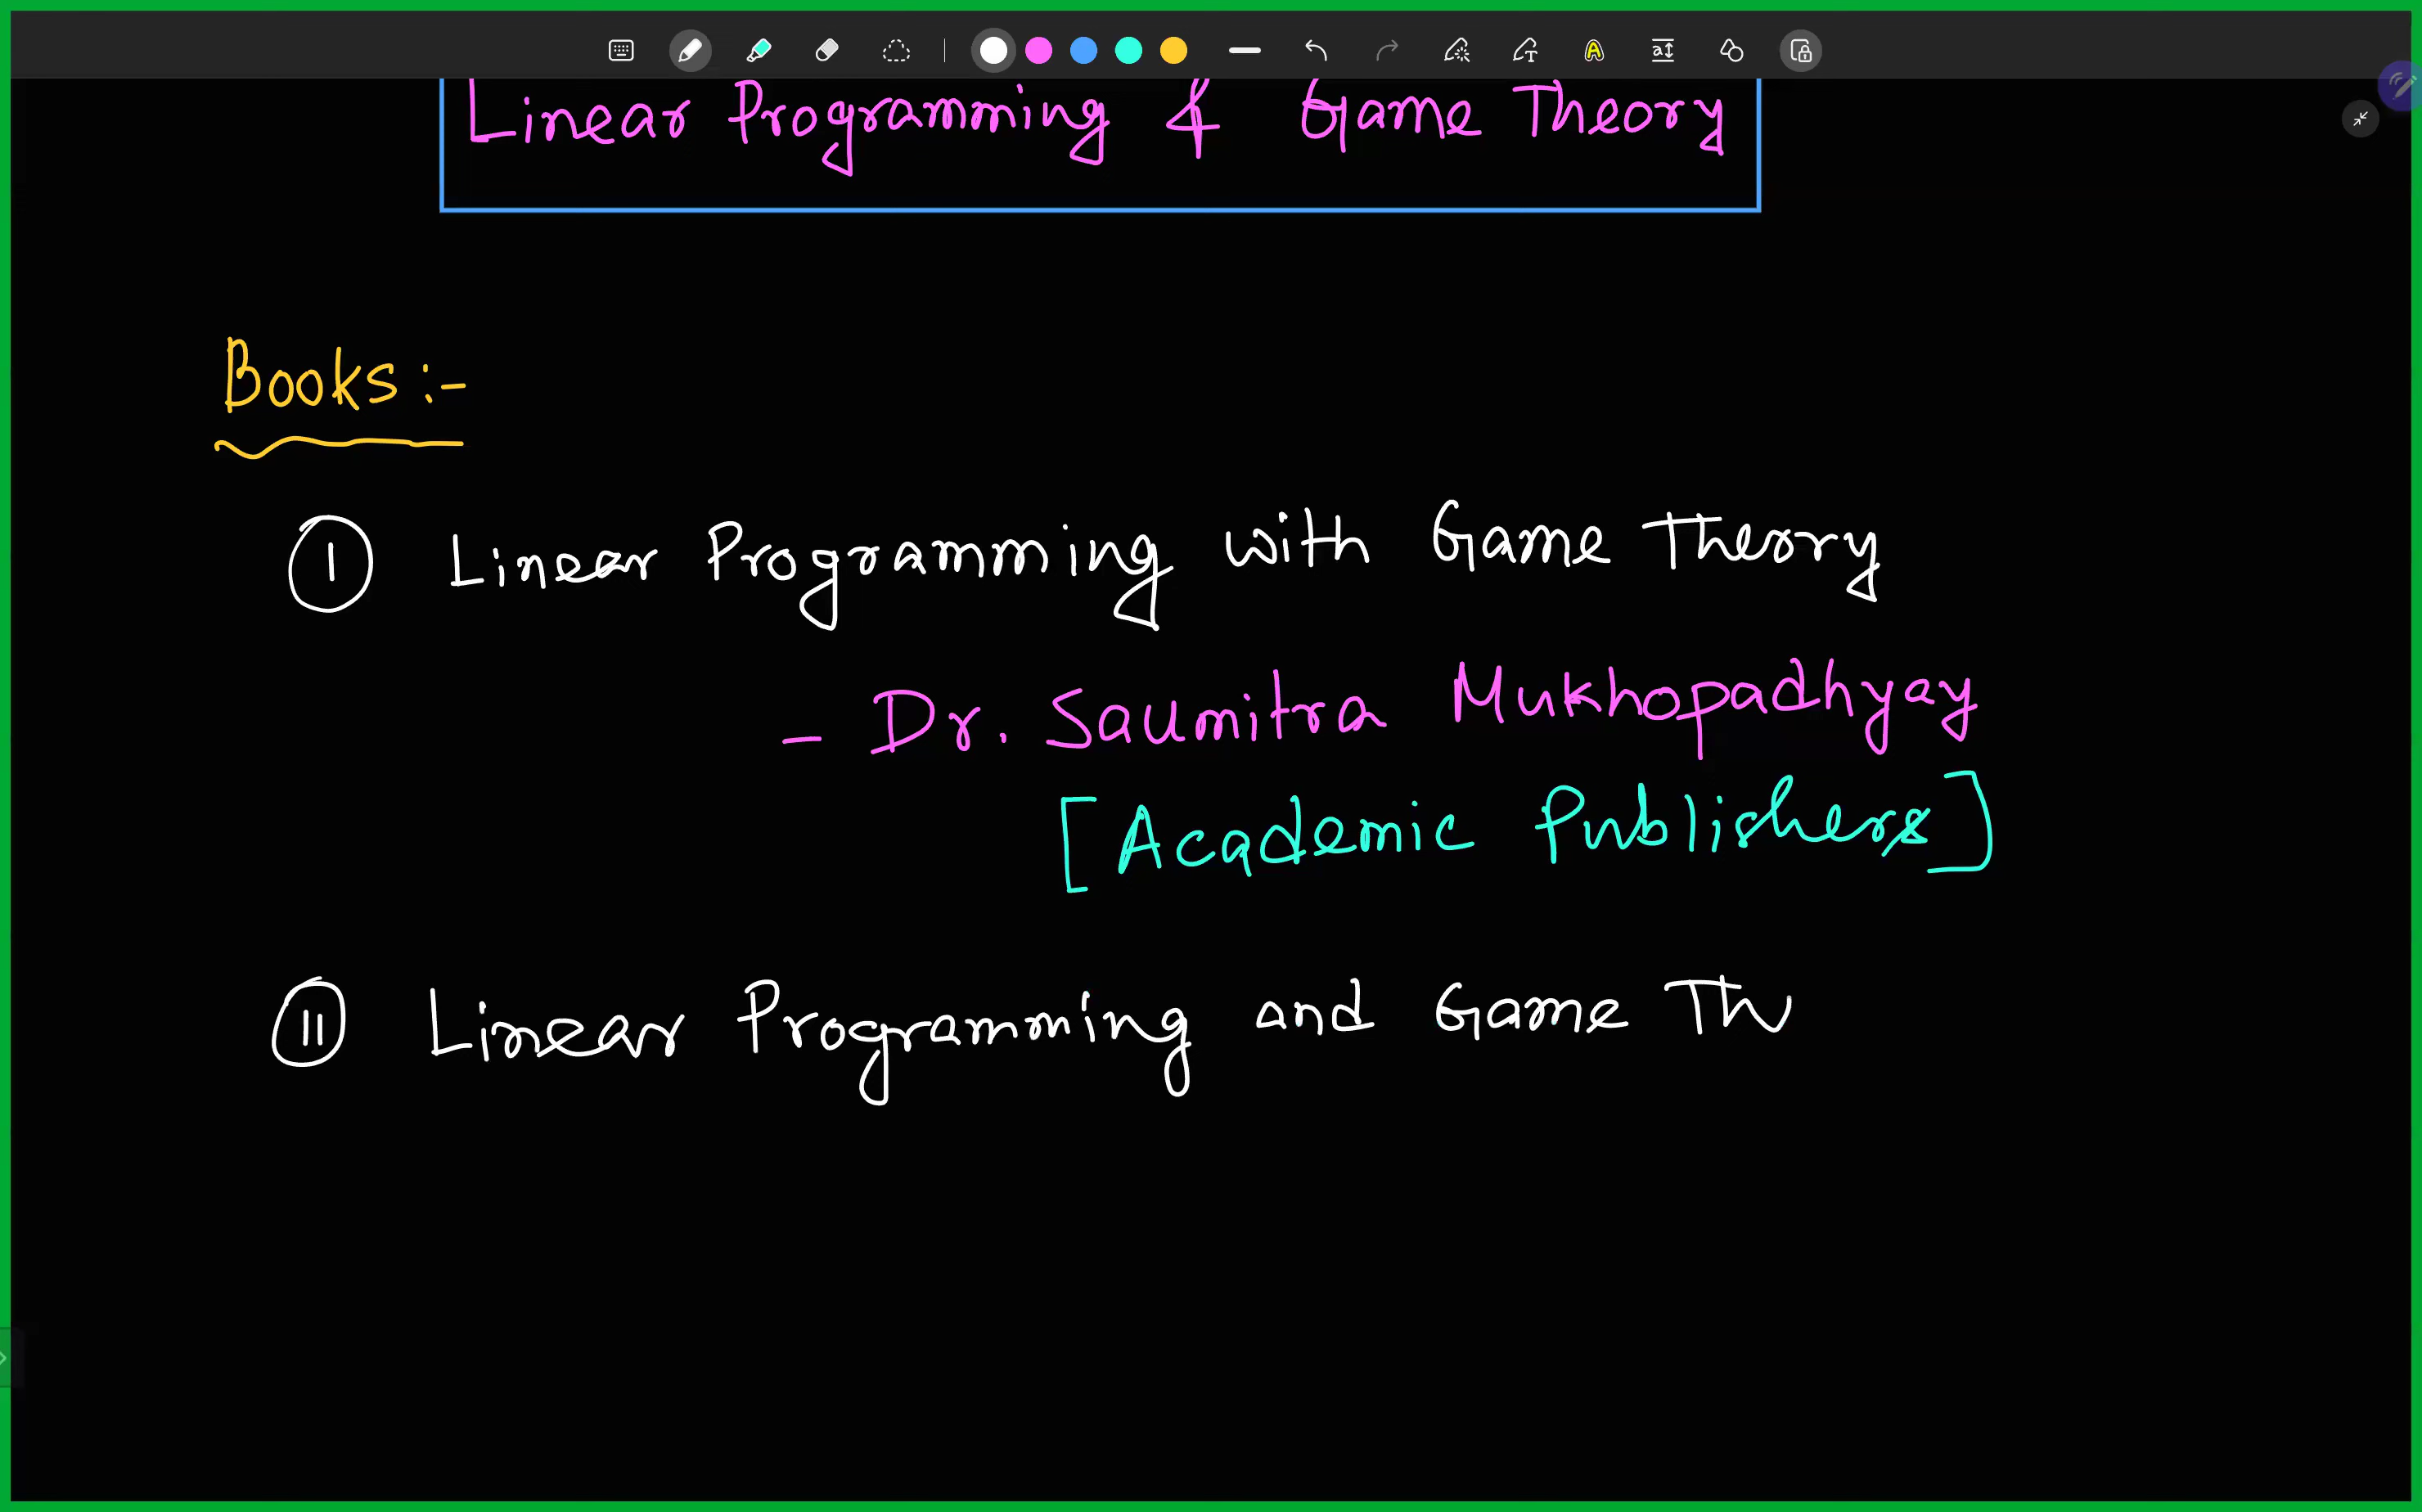 Linear Programming & Game Theory
Books :-
① Linear Programming with Game Theory
- Dr. Saumitra Mukhopadhyay
[Academic Publishers]
⑪ Linear Programming and Game Th